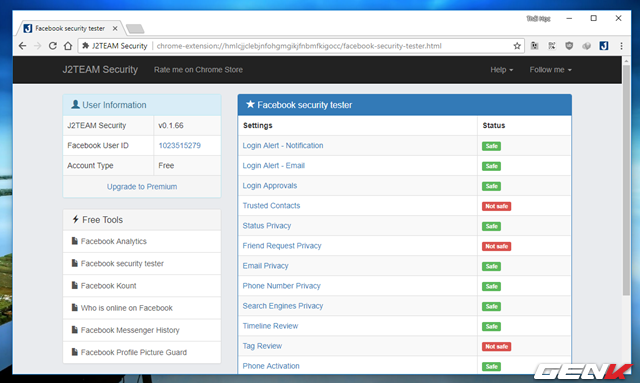 Thái Ngọc
Facebook security tester
J2TEAM Security
chrome-extension://hmlcjjclebjnfohgmgikjfnbmfkigocc/facebook-security-tester.html
J2TEAM Security
Rate me on Chrome Store
Help
Follow me
User Information
J2TEAM Security v0.1.66
Facebook User ID 1023515279
Account Type Free
Upgrade to Premium
Free Tools
Facebook Analytics
Facebook security tester
Facebook Kount
Who is online on Facebook
Facebook Messenger History
Facebook Profile Picture Guard
Facebook security tester
Settings Status
Login Alert - Notification Safe
Login Alert - Email Safe
Login Approvals Safe
Trusted Contacts Not safe
Status Privacy Safe
Friend Request Privacy Not safe
Email Privacy Safe
Phone Number Privacy Safe
Search Engines Privacy Safe
Timeline Review Safe
Tag Review Not safe
Phone Activation
GENK